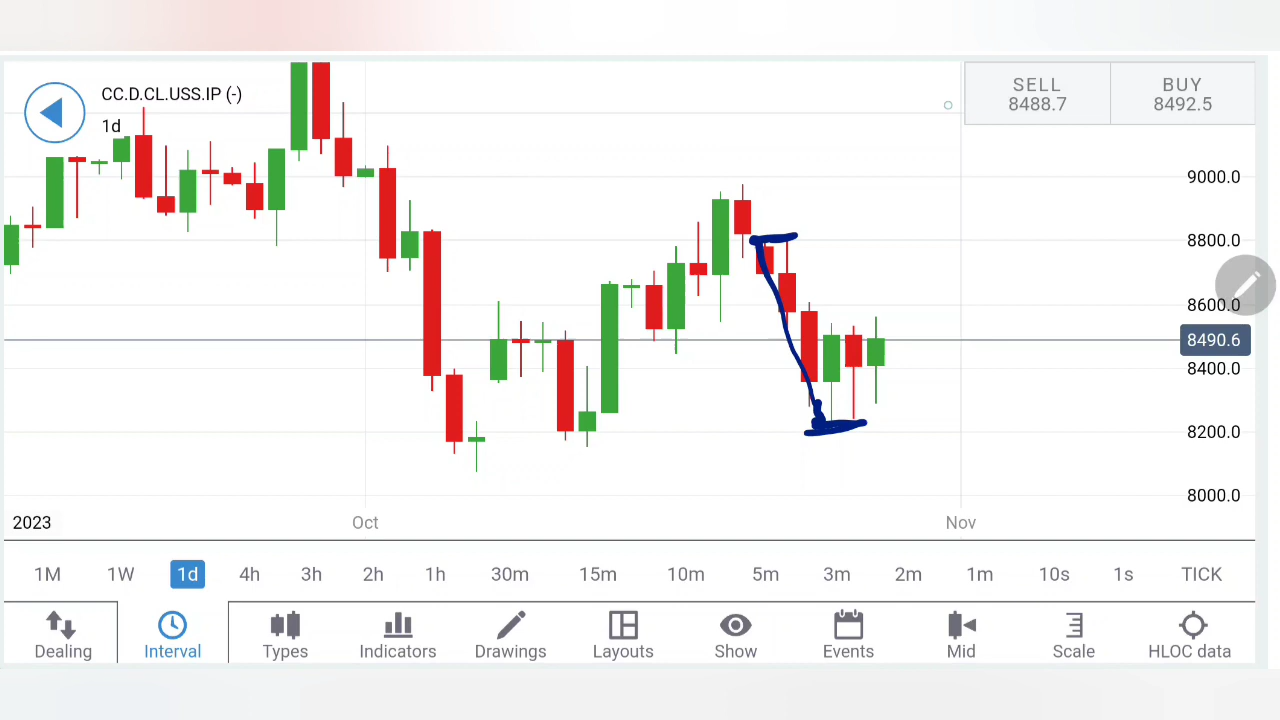 CC.D.CL.USS.IP (-)
1d
SELL
8488.7
BUY
8492.5
9000.0
8800.0
8600.0
8490.6
8400.0
8200.0
8000.0
2023
Oct
Nov
1M 1W 1d 4h 3h 2h 1h 30m 15m 10m 5m 3m 2m 1m 10s 1s TICK
Dealing Interval Types Indicators Drawings Layouts Show Events Mid Scale HLOC data